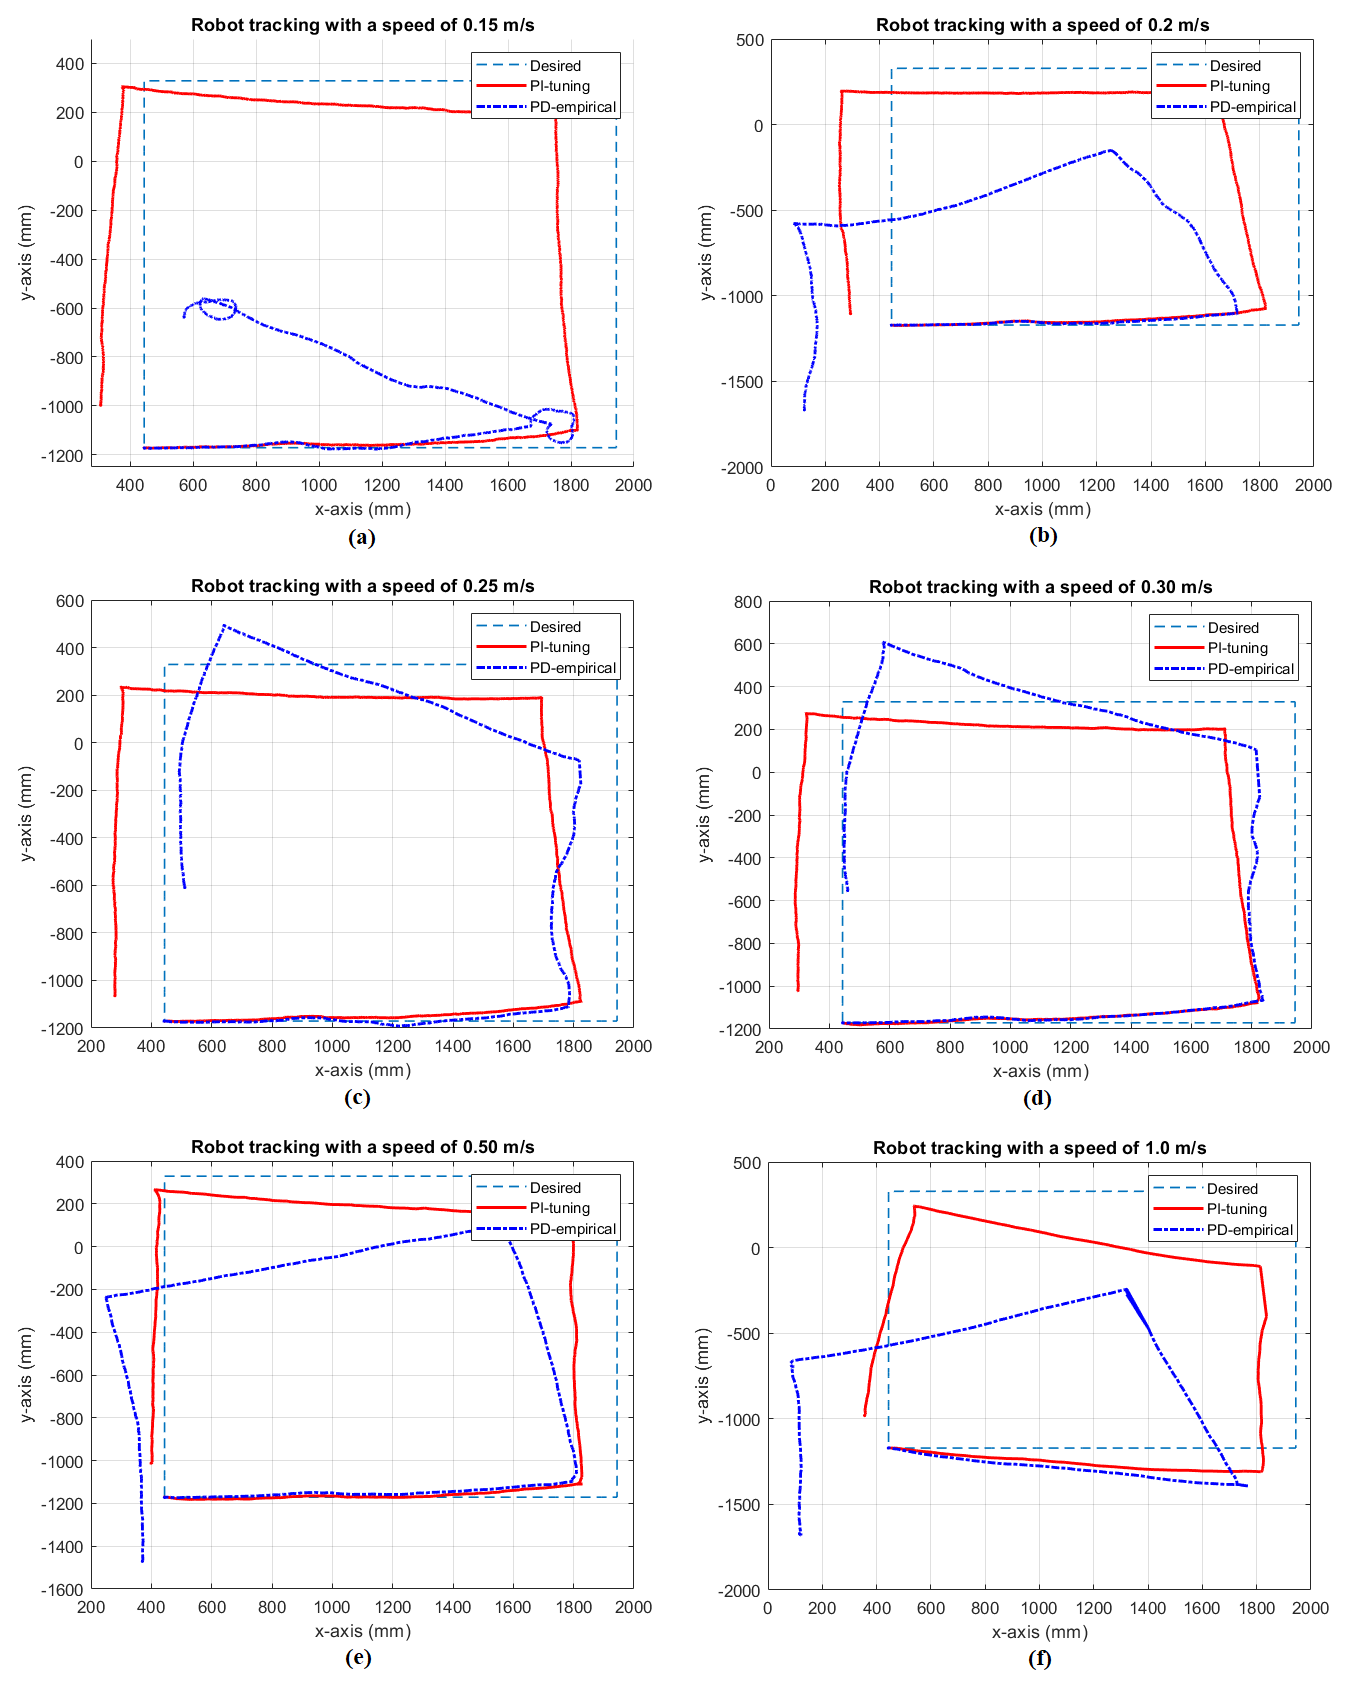 Robot tracking with a speed of 0.15 m/s
Desired
PI-tuning
PD-empirical
400
200
0
-200
-400
-600
-800
-1000
-1200
y-axis (mm)
400 600 800 1000 1200 1400 1600 1800 2000
x-axis (mm)
(a)
Robot tracking with a speed of 0.2 m/s
Desired
PI-tuning
PD-empirical
500
0
-500
-1000
-1500
-2000
y-axis (mm)
0 200 400 600 800 1000 1200 1400 1600 1800 2000
x-axis (mm)
(b)
Robot tracking with a speed of 0.25 m/s
Desired
PI-tuning
PD-empirical
600
400
200
0
-200
-400
-600
-800
-1000
-1200
y-axis (mm)
200 400 600 800 1000 1200 1400 1600 1800 2000
x-axis (mm)
(c)
Robot tracking with a speed of 0.30 m/s
Desired
PI-tuning
PD-empirical
800
600
400
200
0
-200
-400
-600
-800
-1000
-1200
y-axis (mm)
200 400 600 800 1000 1200 1400 1600 1800 2000
x-axis (mm)
(d)
Robot tracking with a speed of 0.50 m/s
Desired
PI-tuning
PD-empirical
400
200
0
-200
-400
-600
-800
-1000
-1200
-1400
-1600
y-axis (mm)
200 400 600 800 1000 1200 1400 1600 1800 2000
x-axis (mm)
(e)
Robot tracking with a speed of 1.0 m/s
Desired
PI-tuning
PD-empirical
500
0
-500
-1000
-1500
-2000
y-axis (mm)
0 200 400 600 800 1000 1200 1400 1600 1800 2000
x-axis (mm)
(f)